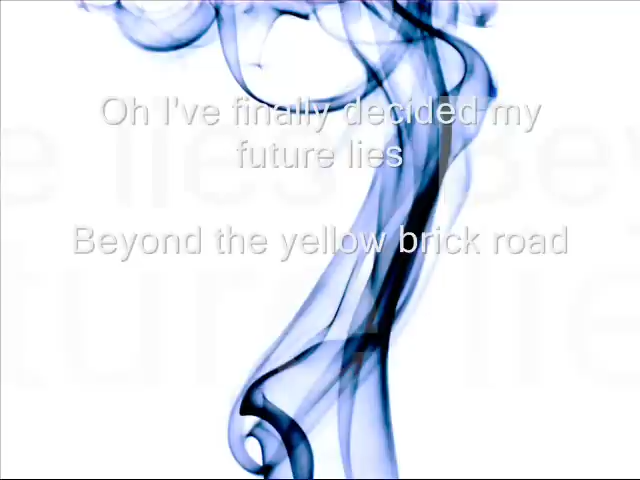 Oh I've finally decided my
future lies
Beyond the yellow brick road